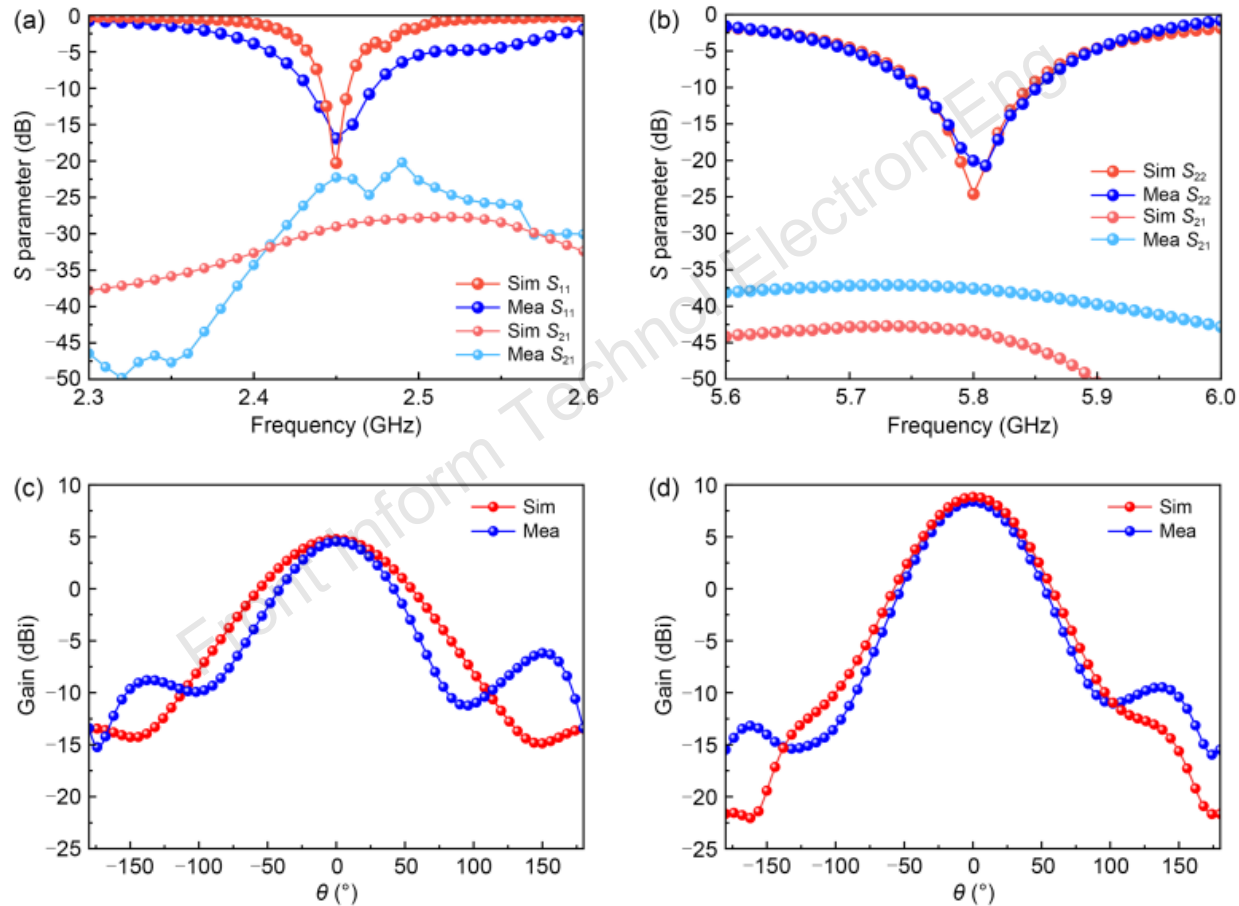 (a)
0
−5
−10
−15
−20
−25
−30
−35
−40
−45
−50
S parameter (dB)
Sim S₁₁
Mea S₁₁
Sim S₂₁
Mea S₂₁
2.3 2.4 2.5 2.6
Frequency (GHz)
(b)
0
−5
−10
−15
−20
−25
−30
−35
−40
−45
−50
S parameter (dB)
Sim S₂₂
Mea S₂₂
Sim S₂₁
Mea S₂₁
5.6 5.7 5.8 5.9 6.0
Frequency (GHz)
(c)
10
5
0
−5
−10
−15
−20
−25
Gain (dBi)
Sim
Mea
−150 −100 −50 0 50 100 150
θ (°)
(d)
10
5
0
−5
−10
−15
−20
−25
Gain (dBi)
Sim
Mea
−150 −100 −50 0 50 100 150
θ (°)
Front Inform Technol Electron Eng